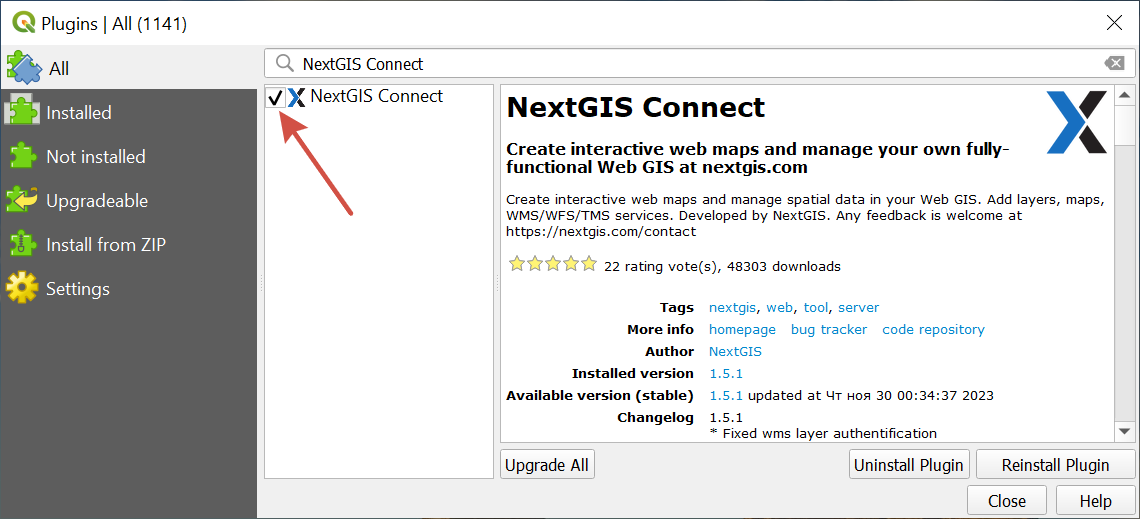 Plugins | All (1141)
All
Installed
Not installed
Upgradeable
Install from ZIP
Settings
NextGIS Connect
NextGIS Connect
NextGIS Connect
Create interactive web maps and manage your own fully-
functional Web GIS at nextgis.com
Create interactive web maps and manage spatial data in your Web GIS. Add layers, maps,
WMS/WFS/TMS services. Developed by NextGIS. Any feedback is welcome at
https://nextgis.com/contact
22 rating vote(s), 48303 downloads
Tags nextgis, web, tool, server
More info homepage bug tracker code repository
Author NextGIS
Installed version 1.5.1
Available version (stable) 1.5.1 updated at Чт ноя 30 00:34:37 2023
Changelog 1.5.1
* Fixed wms layer authentification
Upgrade All Uninstall Plugin Reinstall Plugin
Close Help